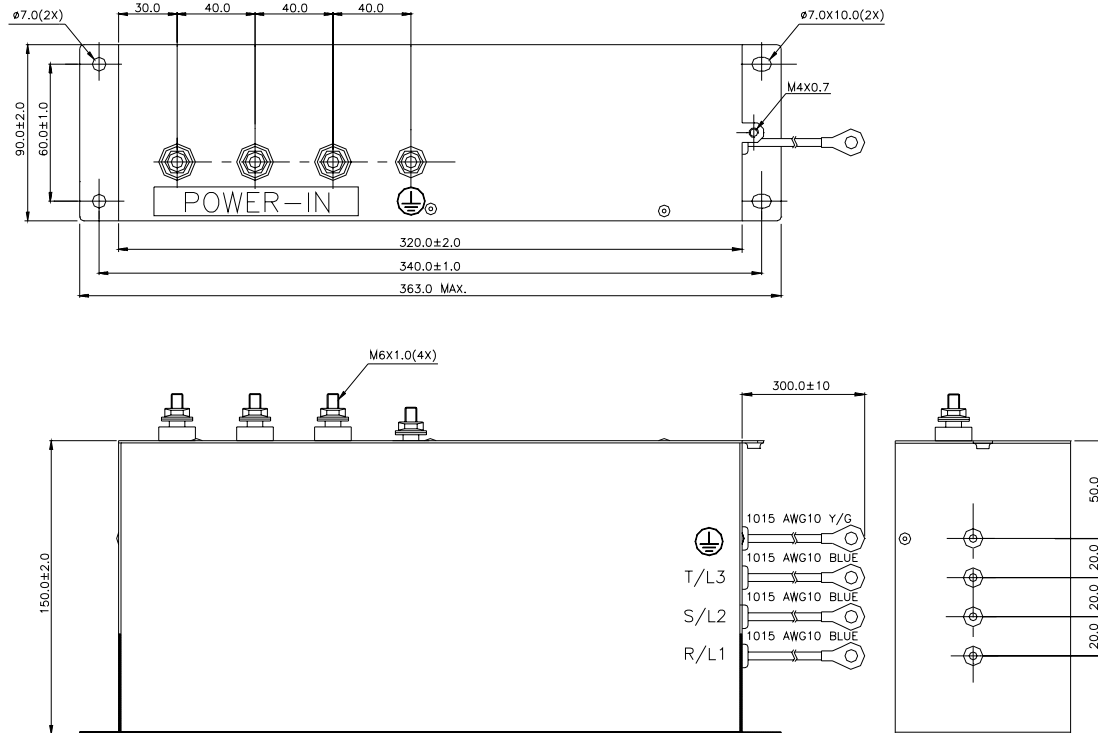 30.0
40.0
40.0
40.0
ø7.0(2X)
ø7.0X10.0(2X)
M4X0.7
90.0±2.0
60.0±1.0
POWER-IN
320.0±2.0
340.0±1.0
363.0 MAX.
M6X1.0(4X)
300.0±10
150.0±2.0
1015 AWG10 Y/G
T/L3
1015 AWG10 BLUE
S/L2
1015 AWG10 BLUE
R/L1
1015 AWG10 BLUE
50.0
20.0
20.0
20.0